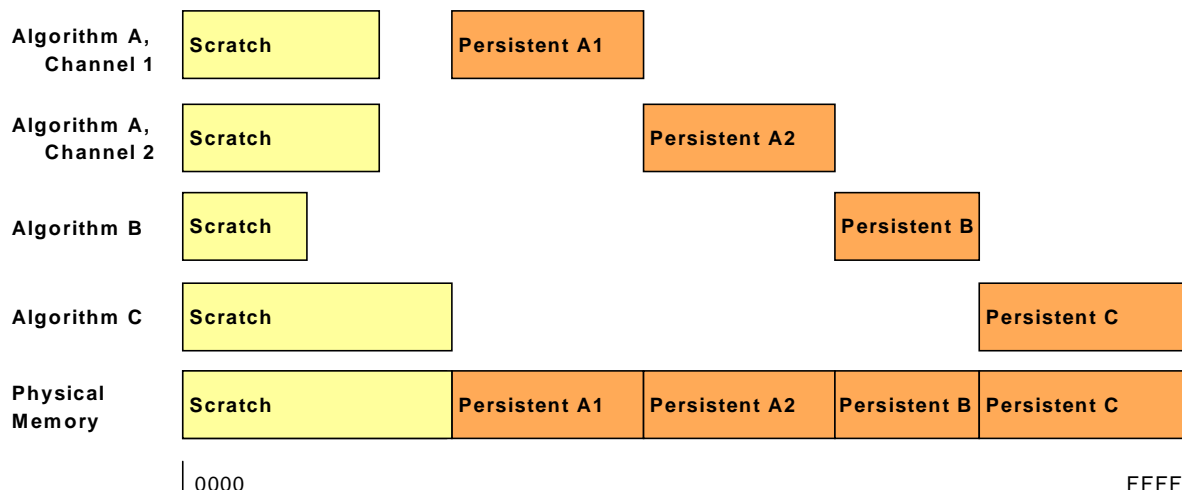 Algorithm A,
Channel 1
Scratch
Persistent A1
Algorithm A,
Channel 2
Scratch
Persistent A2
Algorithm B
Scratch
Persistent B
Algorithm C
Scratch
Persistent C
Physical
Memory
Scratch
Persistent A1
Persistent A2
Persistent B
Persistent C
0000
FFFF